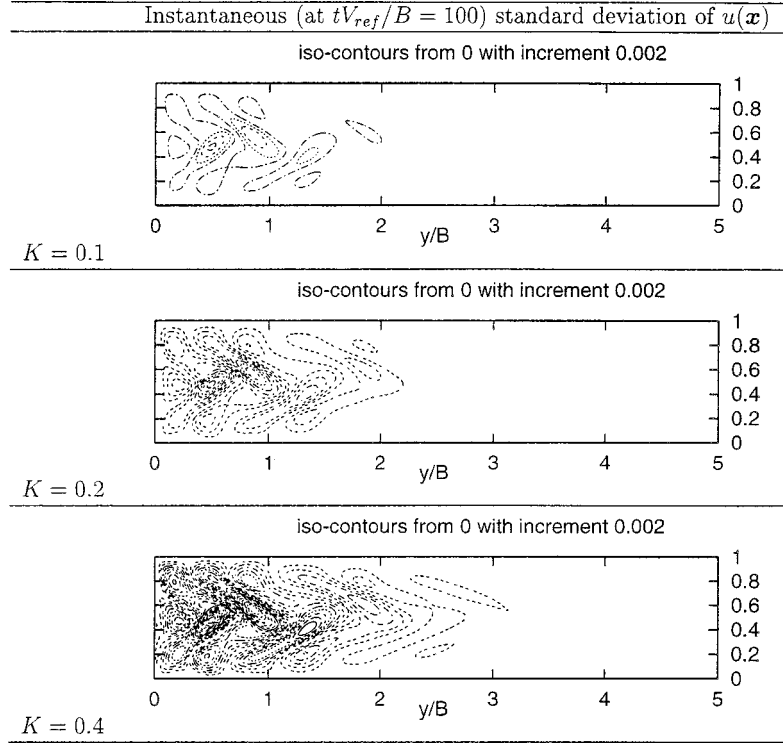 Instantaneous (at tV_ref/B = 100) standard deviation of u(x)
iso-contours from 0 with increment 0.002
1
0.8
0.6
0.4
0.2
0
0 1 2 3 4 5
y/B
K = 0.1
iso-contours from 0 with increment 0.002
1
0.8
0.6
0.4
0.2
0
0 1 2 3 4 5
y/B
K = 0.2
iso-contours from 0 with increment 0.002
1
0.8
0.6
0.4
0.2
0
0 1 2 3 4 5
y/B
K = 0.4